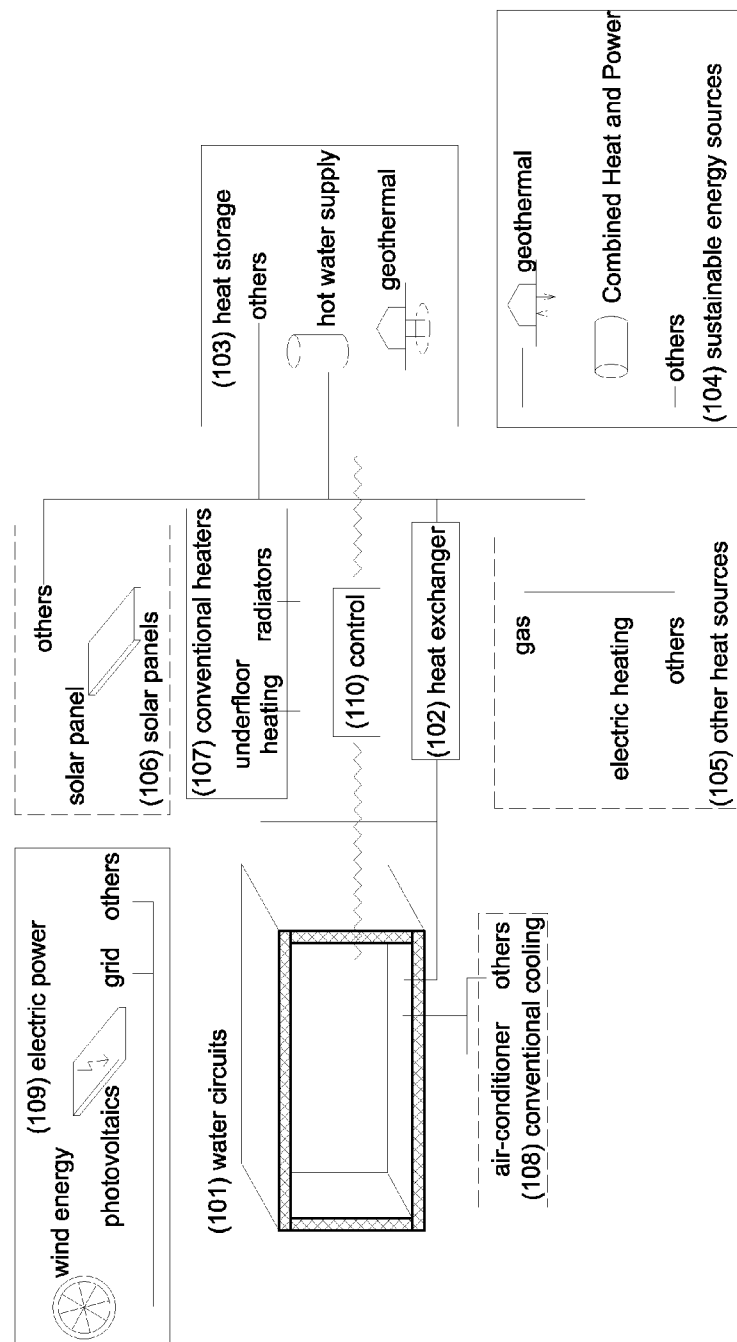 wind energy
(109) electric power
photovoltaics
grid
others
solar panel
others
(106) solar panels
(107) conventional heaters
underfloor
heating
radiators
(103) heat storage
others
hot water supply
geothermal
(101) water circuits
(110) control
(102) heat exchanger
air-conditioner
others
(108) conventional cooling
gas
electric heating
others
(105) other heat sources
geothermal
Combined Heat and Power
others
(104) sustainable energy sources